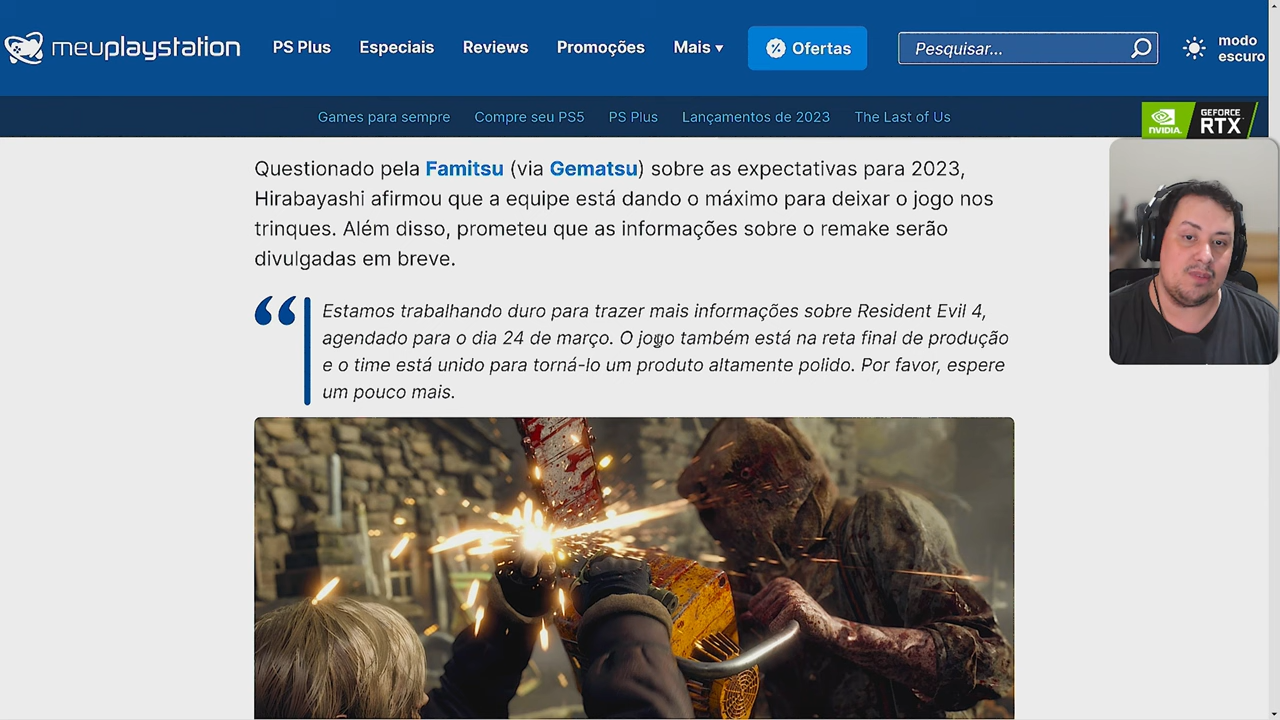 meuplaystation
PS Plus Especiais Reviews Promoções Mais Ofertas Pesquisar... modo escuro
Games para sempre Compre seu PS5 PS Plus Lançamentos de 2023 The Last of Us
NVIDIA. GEFORCE RTX
Questionado pela Famitsu (via Gematsu) sobre as expectativas para 2023,
Hirabayashi afirmou que a equipe está dando o máximo para deixar o jogo nos
trinques. Além disso, prometeu que as informações sobre o remake serão
divulgadas em breve.
Estamos trabalhando duro para trazer mais informações sobre Resident Evil 4,
agendado para o dia 24 de março. O jogo também está na reta final de produção
e o time está unido para torná-lo um produto altamente polido. Por favor, espere
um pouco mais.